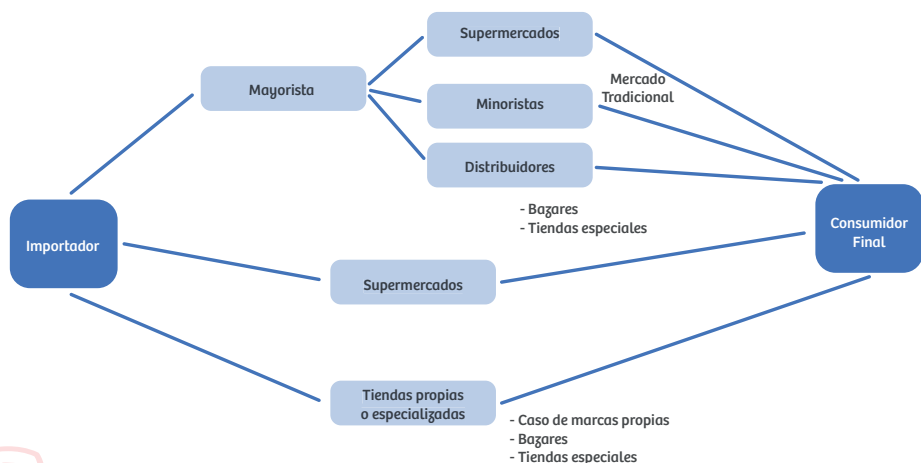 Supermercados
Mayorista
Mercado
Tradicional
Minoristas
Distribuidores
- Bazares
- Tiendas especiales
Importador
Consumidor
Final
Supermercados
Tiendas propias
o especializadas
- Caso de marcas propias
- Bazares
- Tiendas especiales